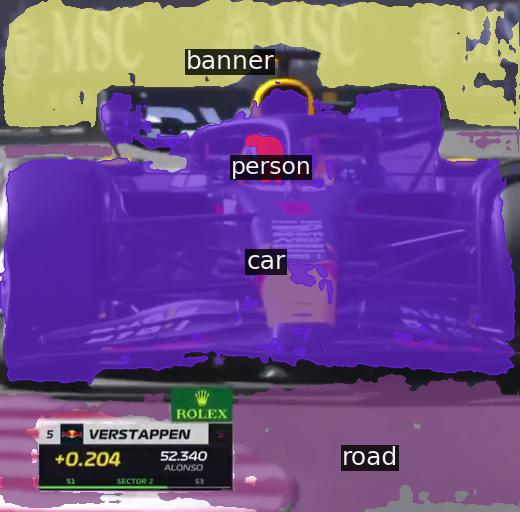 MSC
MSC
banner
person
car
ROLEX
5 VERSTAPPEN 5
+0.204 52.340
ALONSO
S1 SECTOR 2 S3
road